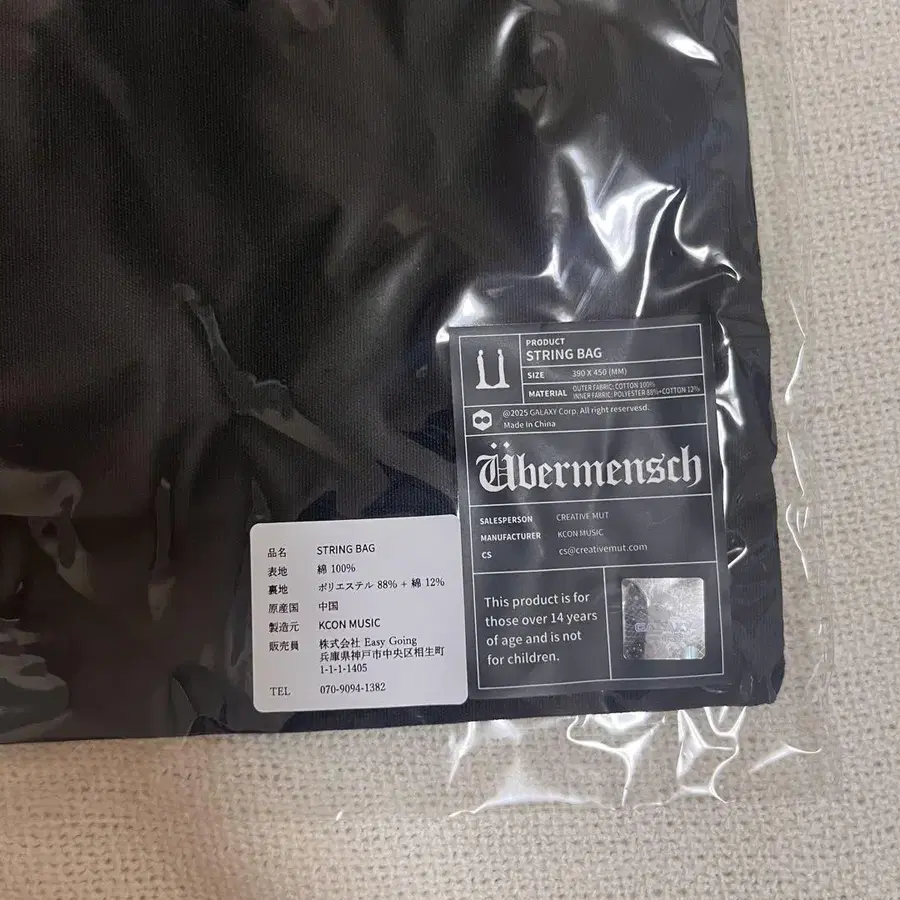 PRODUCT
STRING BAG
SIZE 390 X 450 (MM)
MATERIAL OUTER FABRIC: COTTON 100%
INNER FABRIC: POLYESTER 88%+COTTON 12%
@2025 GALAXY Corp. All right reservesd.
Made In China
Übermensch
SALESPERSON CREATIVE MUT
MANUFACTURER KCON MUSIC
CS cs@creativemut.com
This product is for
those over 14 years
of age and is not
for children.
GALAXY
品名 STRING BAG
表地 綿 100%
裏地 ポリエステル 88% + 綿 12%
原産国 中国
製造元 KCON MUSIC
販売員 株式会社 Easy Going
兵庫県神戸市中央区相生町
1-1-1-1405
TEL 070-9094-1382